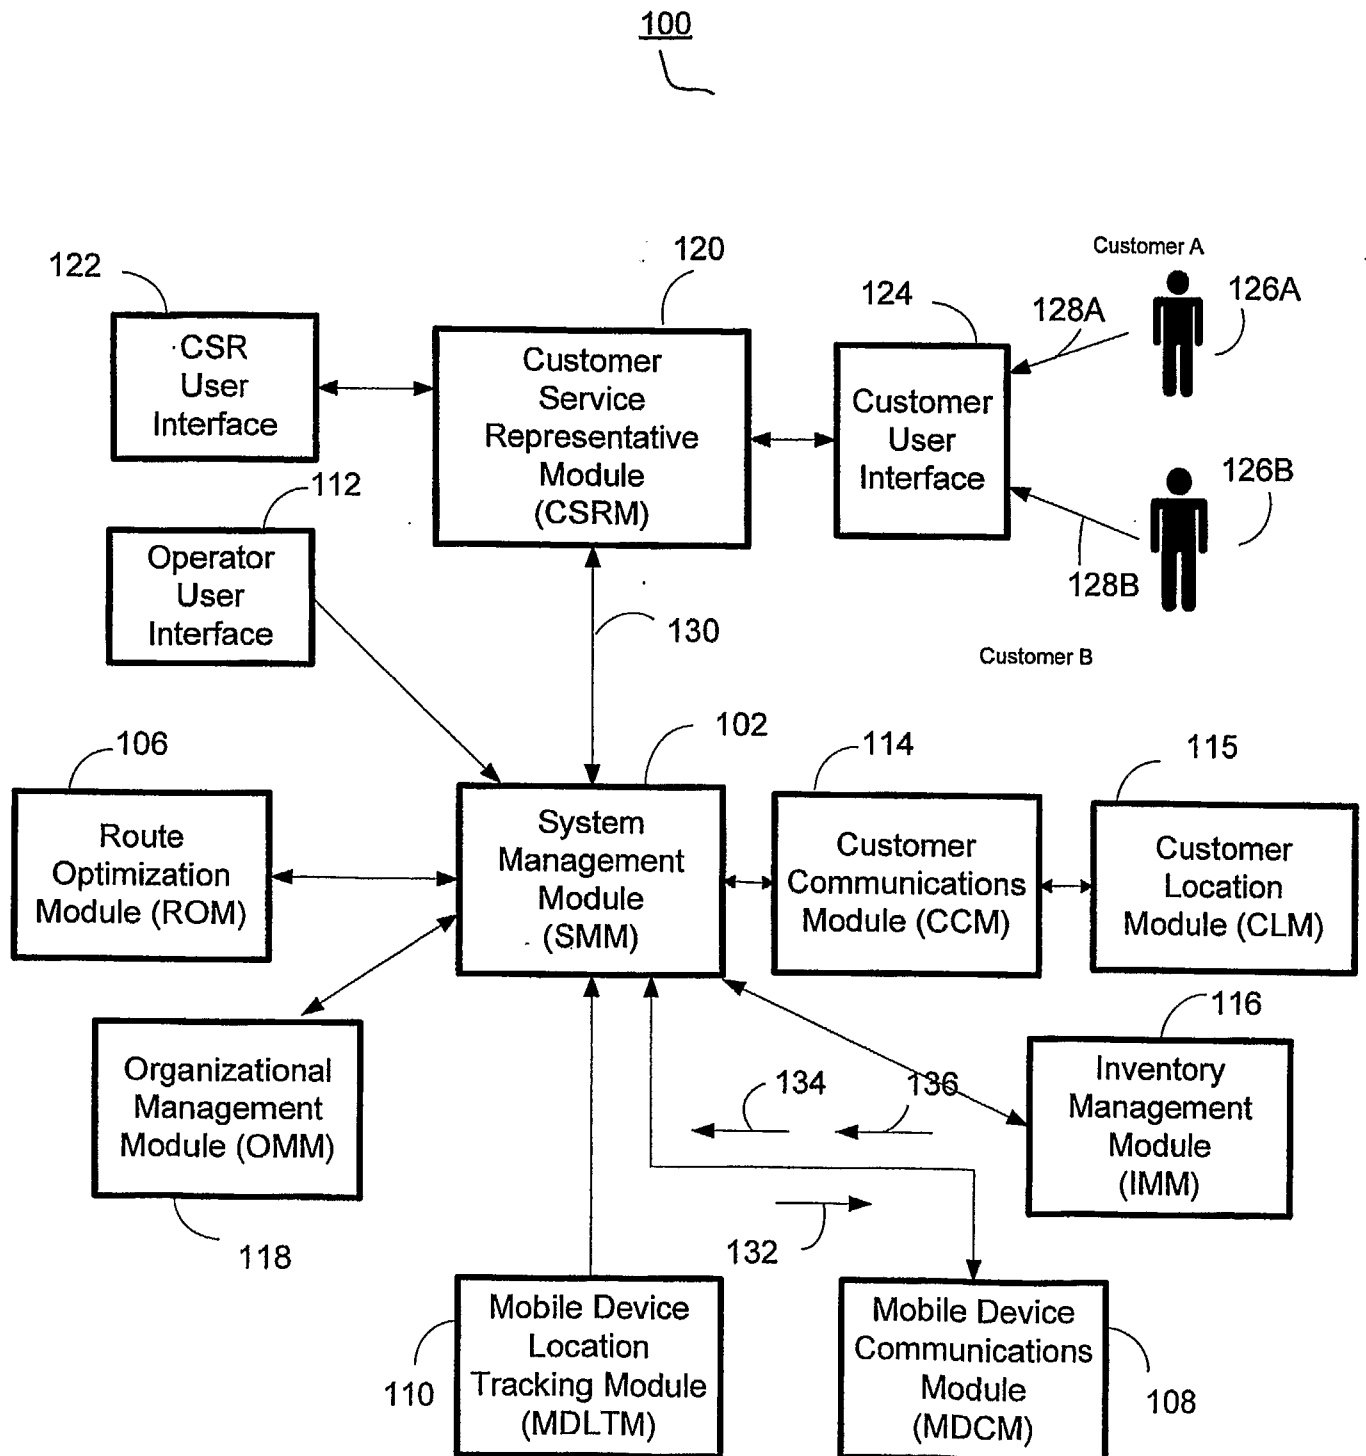 100
122
120
124
Customer A
126A
128A
CSR
User
Interface
Customer
Service
Representative
Module
(CSRM)
Customer
User
Interface
112
126B
128B
Operator
User
Interface
130
Customer B
106
102
114
115
Route
Optimization
Module (ROM)
System
Management
Module
(SMM)
Customer
Communications
Module (CCM)
Customer
Location
Module (CLM)
116
Organizational
Management
Module (OMM)
134
136
Inventory
Management
Module
(IMM)
118
132
Mobile Device
Location
Tracking Module
(MDLTM)
110
Mobile Device
Communications
Module
(MDCM)
108